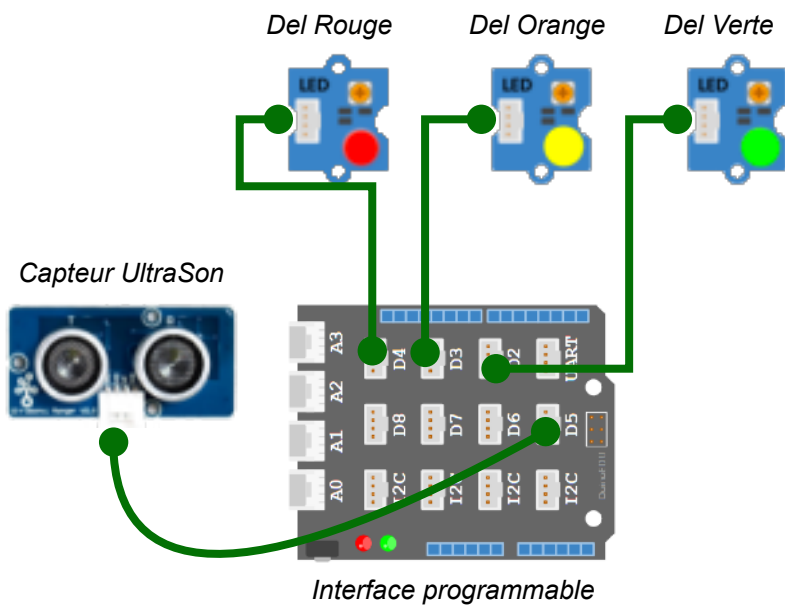 Del Rouge
Del Orange
Del Verte
LED
LED
LED
Capteur UltraSon
A3
A2
A1
A0
D4
D3
D2
UART
D8
D7
D6
D5
I2C
I2C
I2C
I2C
Interface programmable